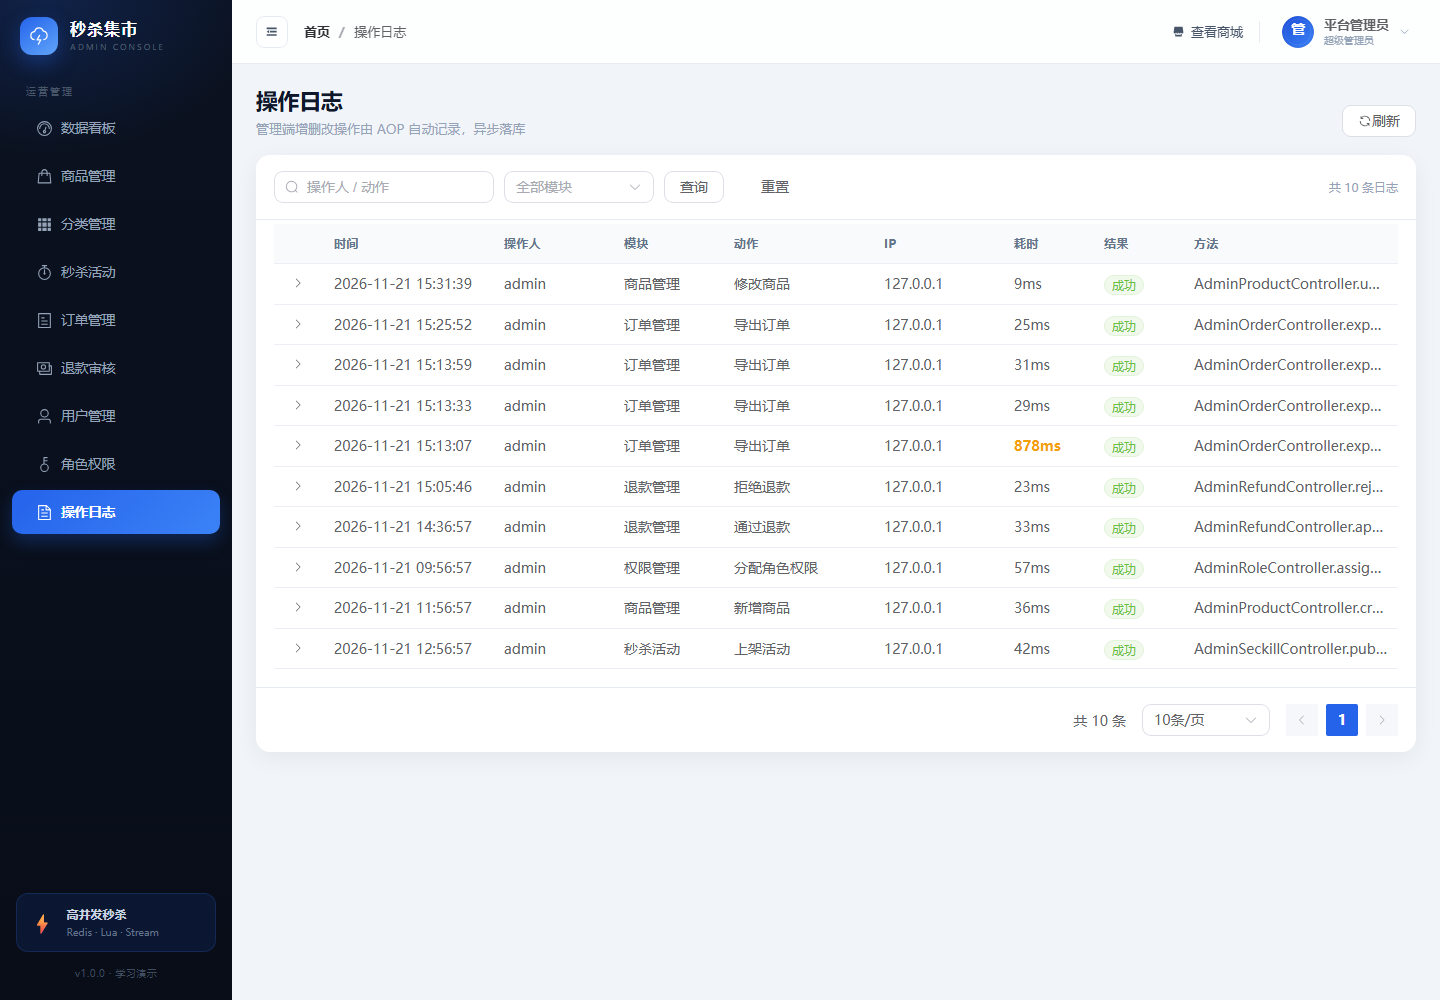 秒杀集市
ADMIN CONSOLE
运营管理
数据看板
商品管理
分类管理
秒杀活动
订单管理
退款审核
用户管理
角色权限
操作日志
高并发秒杀
Redis · Lua · Stream
v1.0.0 · 学习演示
首页 / 操作日志
查看商城
管
平台管理员
超级管理员
操作日志
管理端增删改操作由 AOP 自动记录，异步落库
刷新
操作人 / 动作
全部模块
查询
重置
共 10 条日志
时间 操作人 模块 动作 IP 耗时 结果 方法
2026-11-21 15:31:39 admin 商品管理 修改商品 127.0.0.1 9ms 成功 AdminProductController.u...
2026-11-21 15:25:52 admin 订单管理 导出订单 127.0.0.1 25ms 成功 AdminOrderController.exp...
2026-11-21 15:13:59 admin 订单管理 导出订单 127.0.0.1 31ms 成功 AdminOrderController.exp...
2026-11-21 15:13:33 admin 订单管理 导出订单 127.0.0.1 29ms 成功 AdminOrderController.exp...
2026-11-21 15:13:07 admin 订单管理 导出订单 127.0.0.1 878ms 成功 AdminOrderController.exp...
2026-11-21 15:05:46 admin 退款管理 拒绝退款 127.0.0.1 23ms 成功 AdminRefundController.rej...
2026-11-21 14:36:57 admin 退款管理 通过退款 127.0.0.1 33ms 成功 AdminRefundController.ap...
2026-11-21 09:56:57 admin 权限管理 分配角色权限 127.0.0.1 57ms 成功 AdminRoleController.assig...
2026-11-21 11:56:57 admin 商品管理 新增商品 127.0.0.1 36ms 成功 AdminProductController.cr...
2026-11-21 12:56:57 admin 秒杀活动 上架活动 127.0.0.1 42ms 成功 AdminSeckillController.pub...
共 10 条
10条/页
1